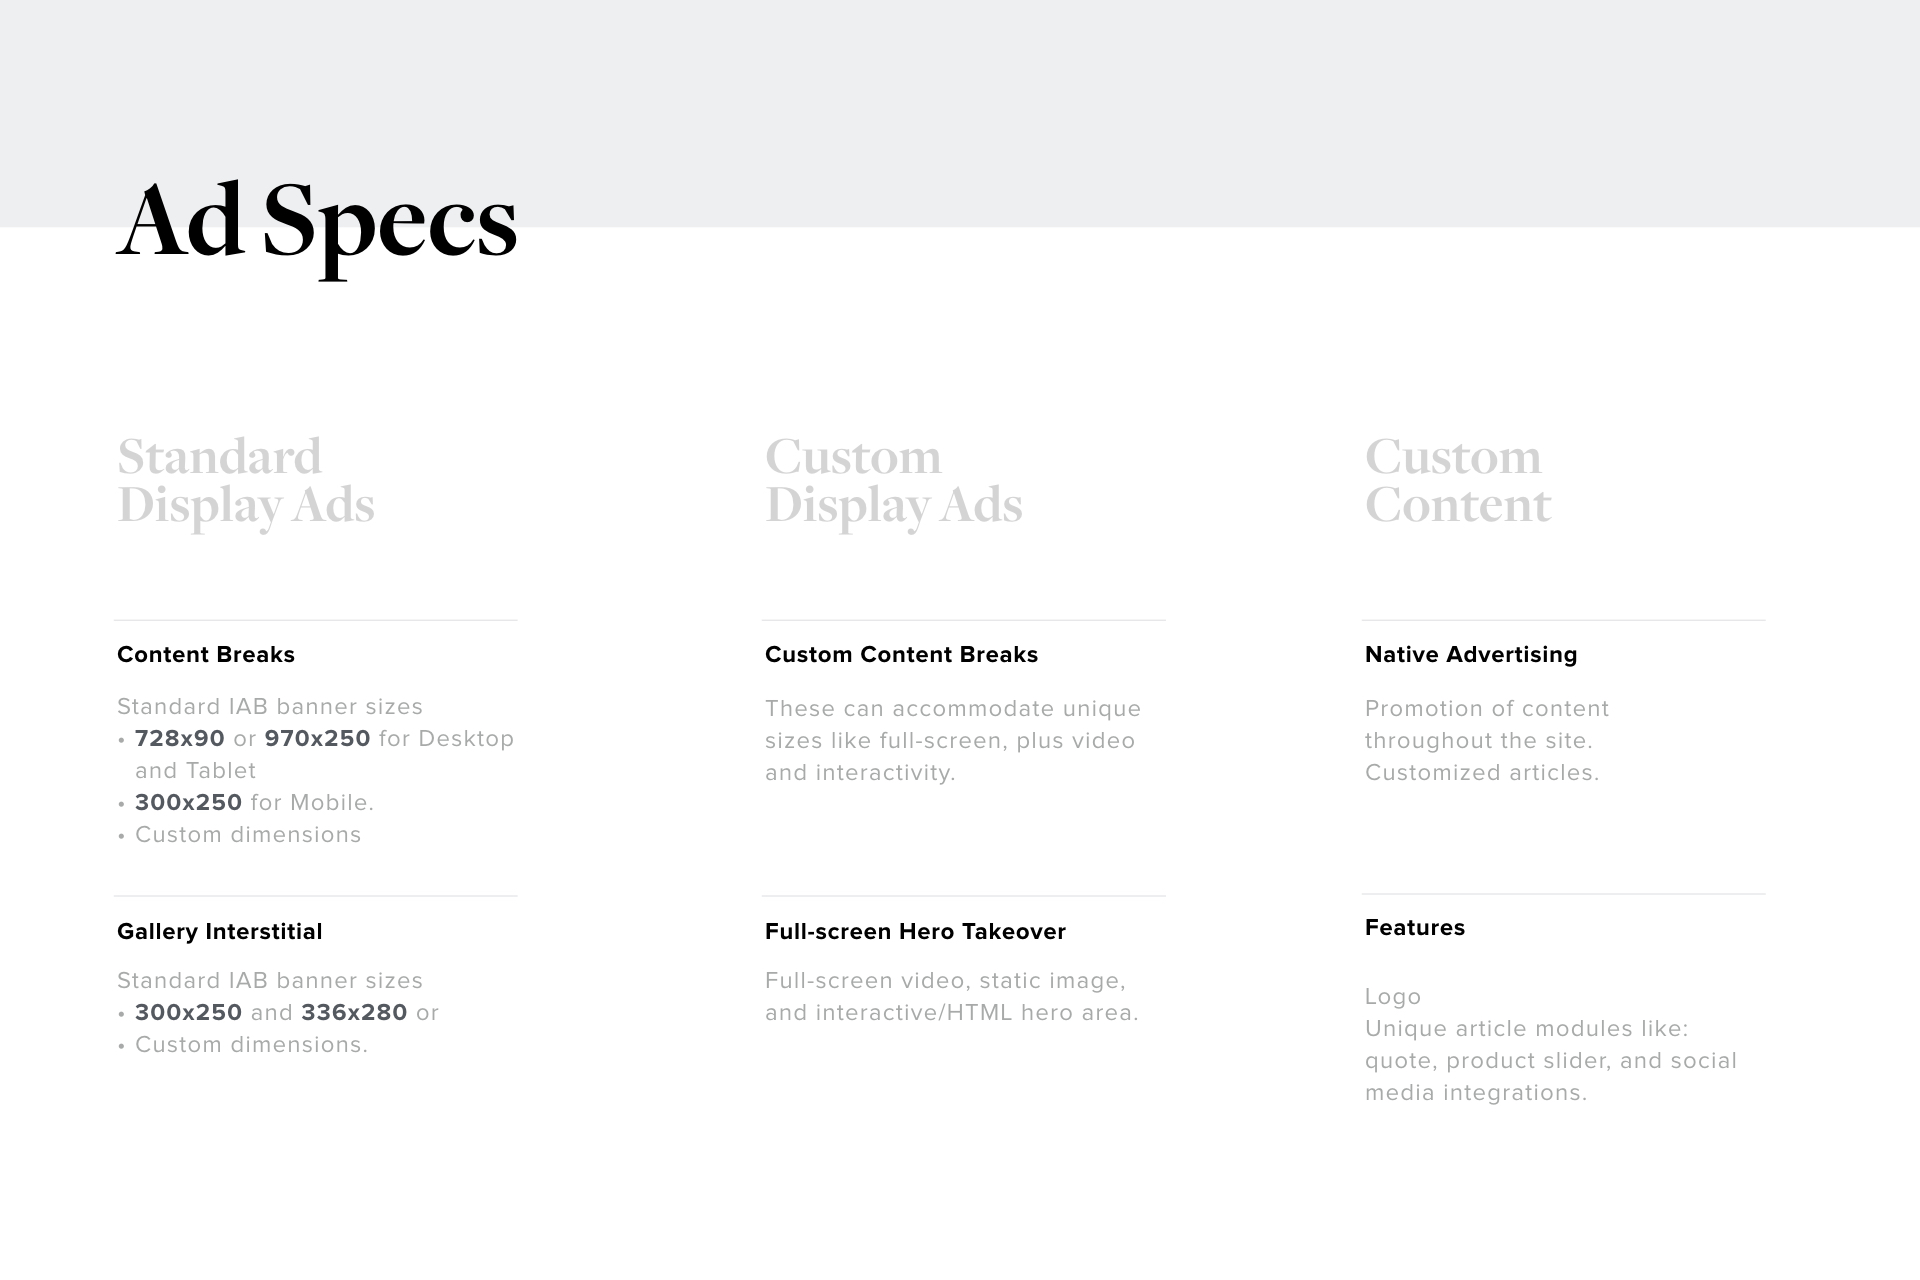 Ad Specs
Standard
Display Ads
Content Breaks
Standard IAB banner sizes
• 728x90 or 970x250 for Desktop
and Tablet
• 300x250 for Mobile.
• Custom dimensions
Gallery Interstitial
Standard IAB banner sizes
• 300x250 and 336x280 or
• Custom dimensions.
Custom
Display Ads
Custom Content Breaks
These can accommodate unique
sizes like full-screen, plus video
and interactivity.
Full-screen Hero Takeover
Full-screen video, static image,
and interactive/HTML hero area.
Custom
Content
Native Advertising
Promotion of content
throughout the site.
Customized articles.
Features
Logo
Unique article modules like:
quote, product slider, and social
media integrations.